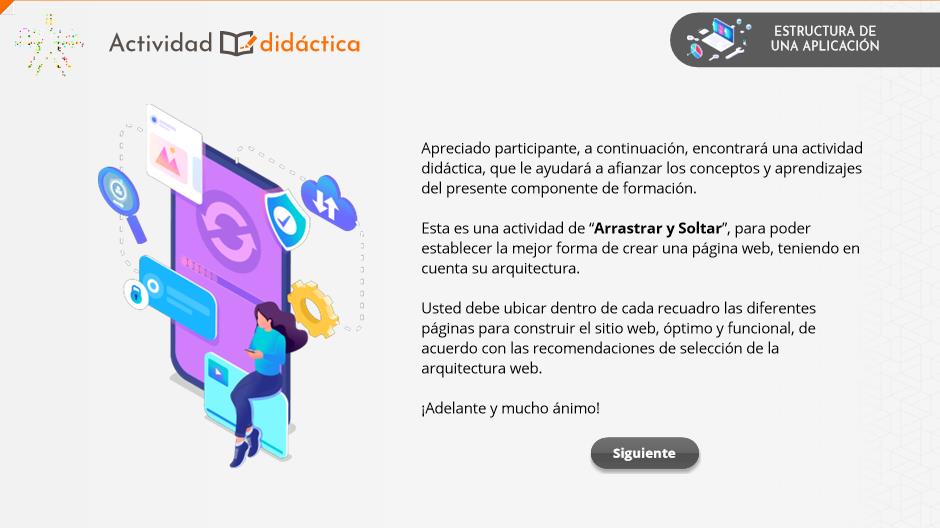 Actividad didáctica
ESTRUCTURA DE
UNA APLICACIÓN
Apreciado participante, a continuación, encontrará una actividad
didáctica, que le ayudará a afianzar los conceptos y aprendizajes
del presente componente de formación.
Esta es una actividad de “Arrastrar y Soltar”, para poder
establecer la mejor forma de crear una página web, teniendo en
cuenta su arquitectura.
Usted debe ubicar dentro de cada recuadro las diferentes
páginas para construir el sitio web, óptimo y funcional, de
acuerdo con las recomendaciones de selección de la
arquitectura web.
¡Adelante y mucho ánimo!
Siguiente